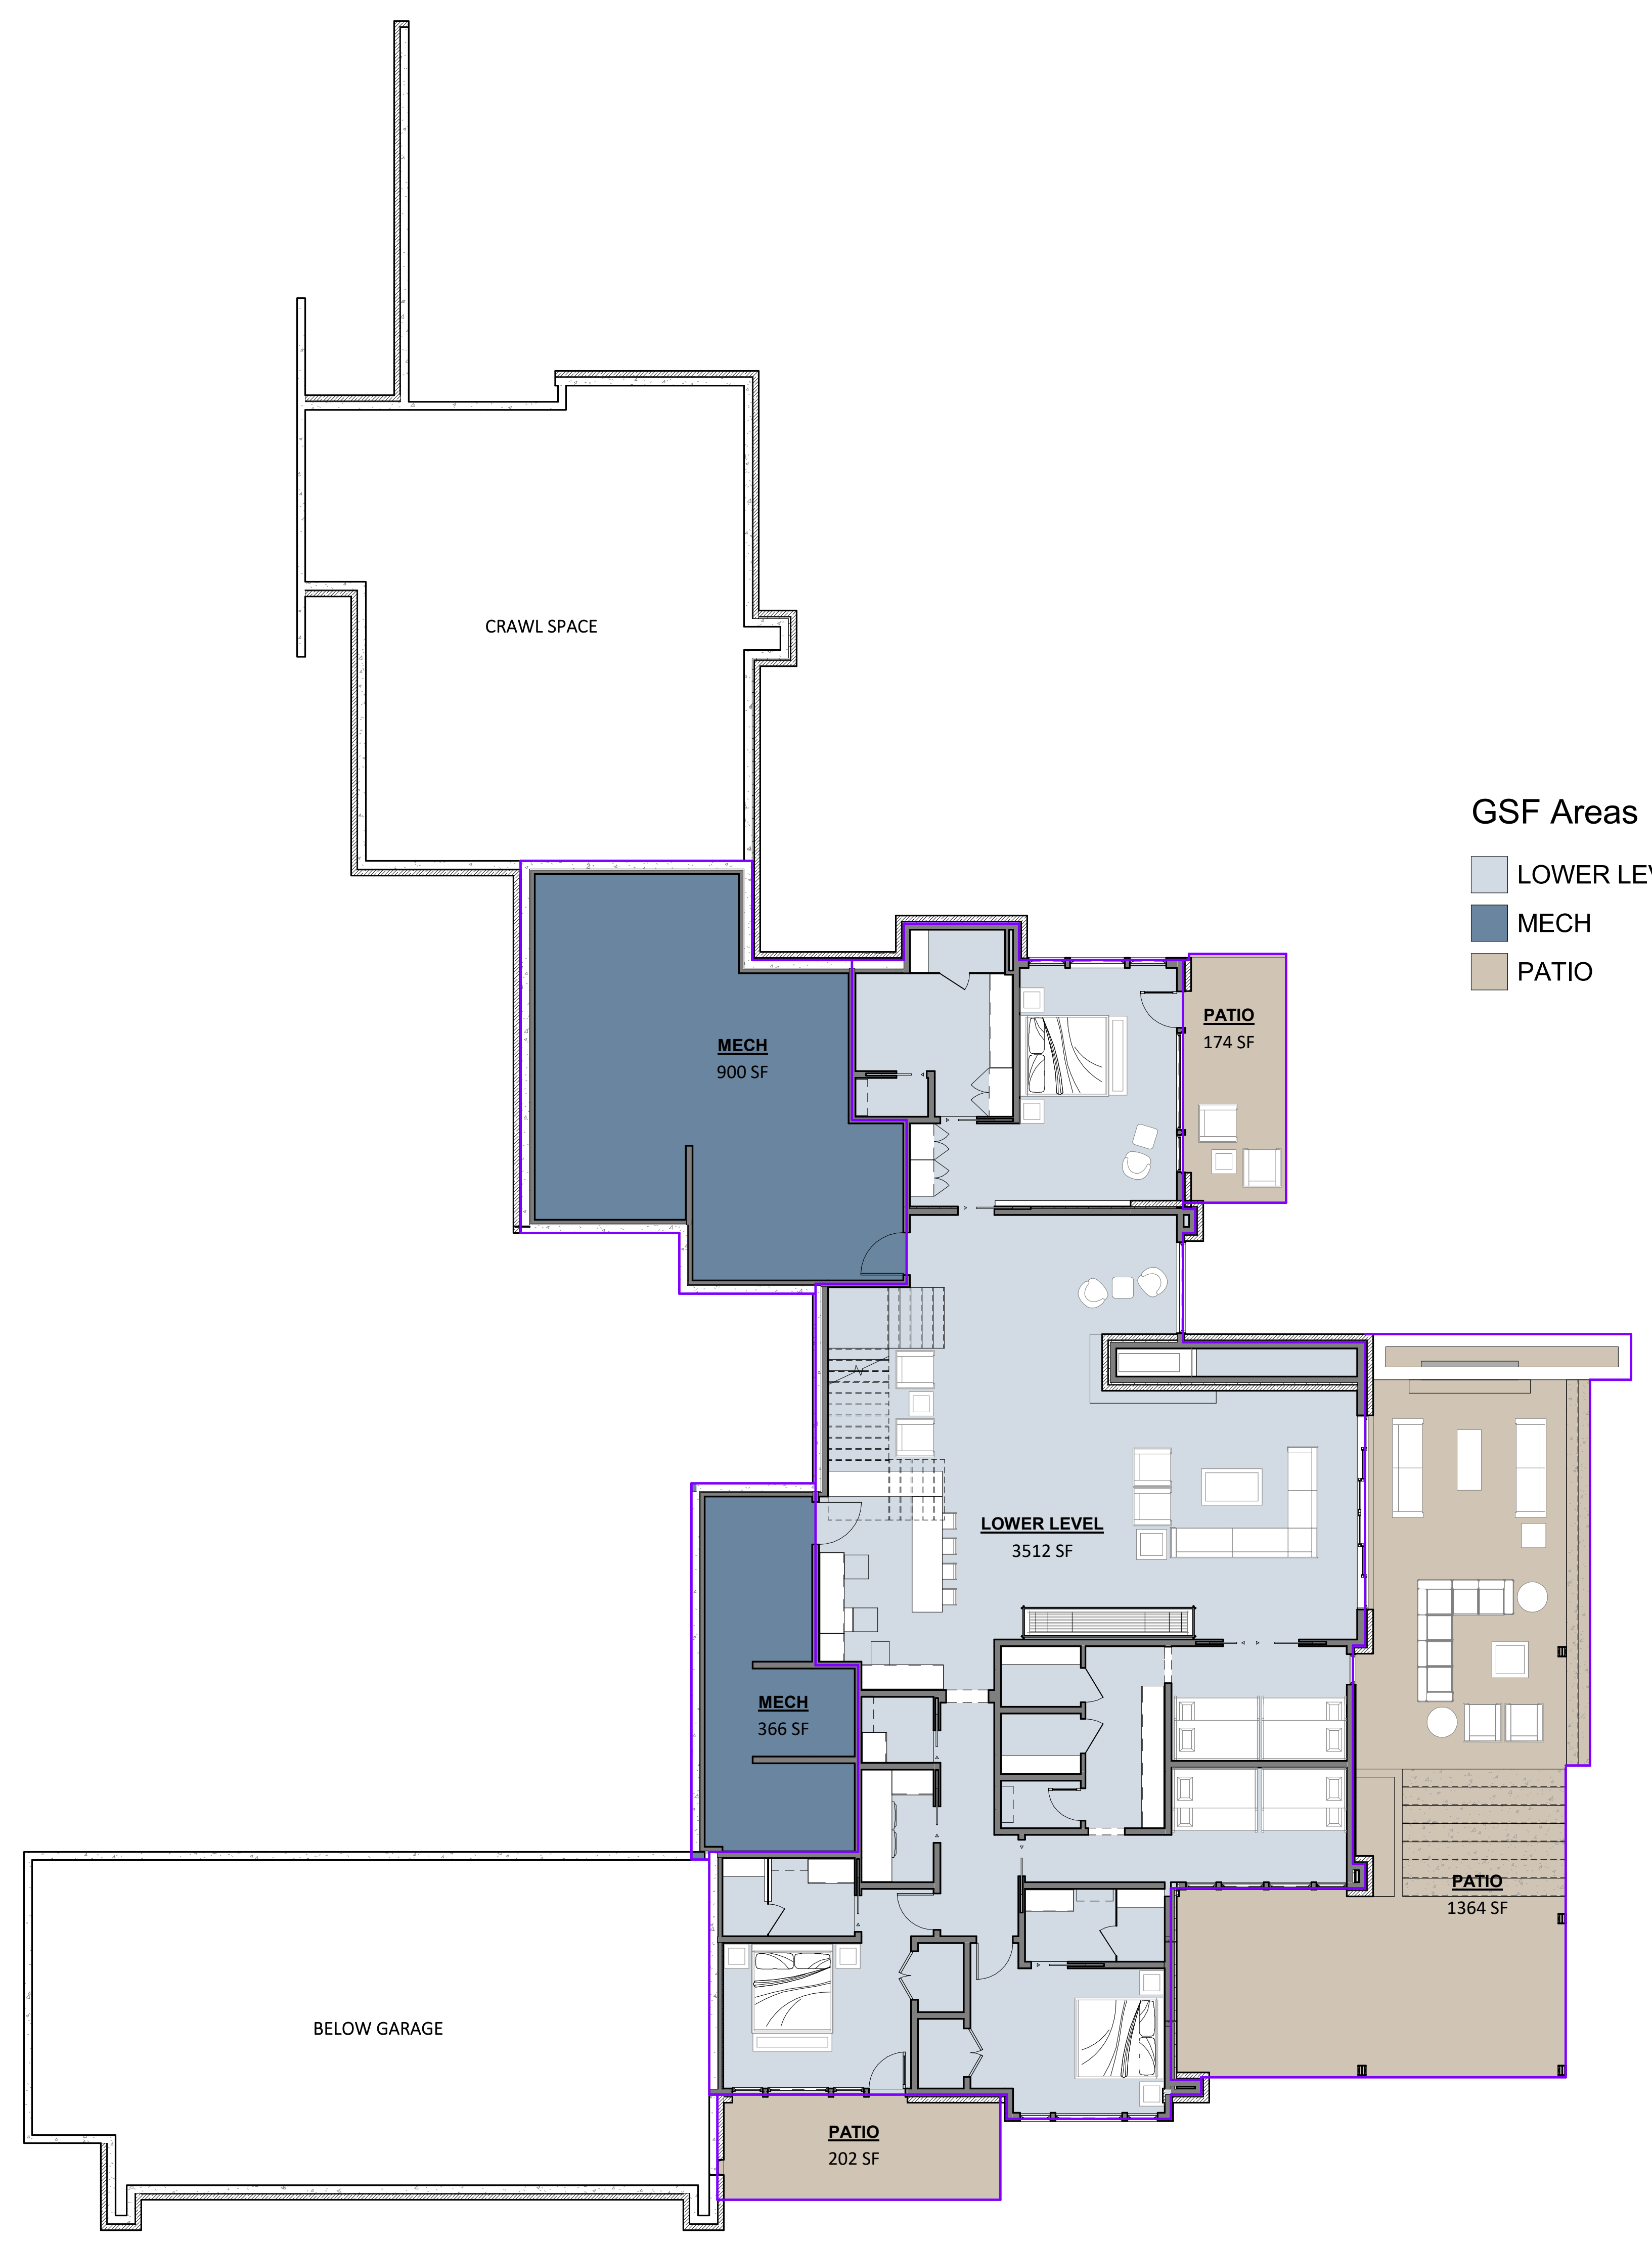 CRAWL SPACE
GSF Areas
LOWER LEV
MECH
PATIO
MECH
900 SF
PATIO
174 SF
LOWER LEVEL
3512 SF
MECH
366 SF
PATIO
1364 SF
BELOW GARAGE
PATIO
202 SF